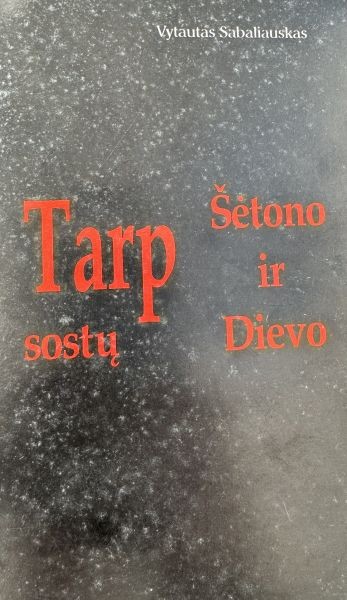 Vytautas Sabaliauskas
Tarp
sostų
Šėtono
ir
Dievo